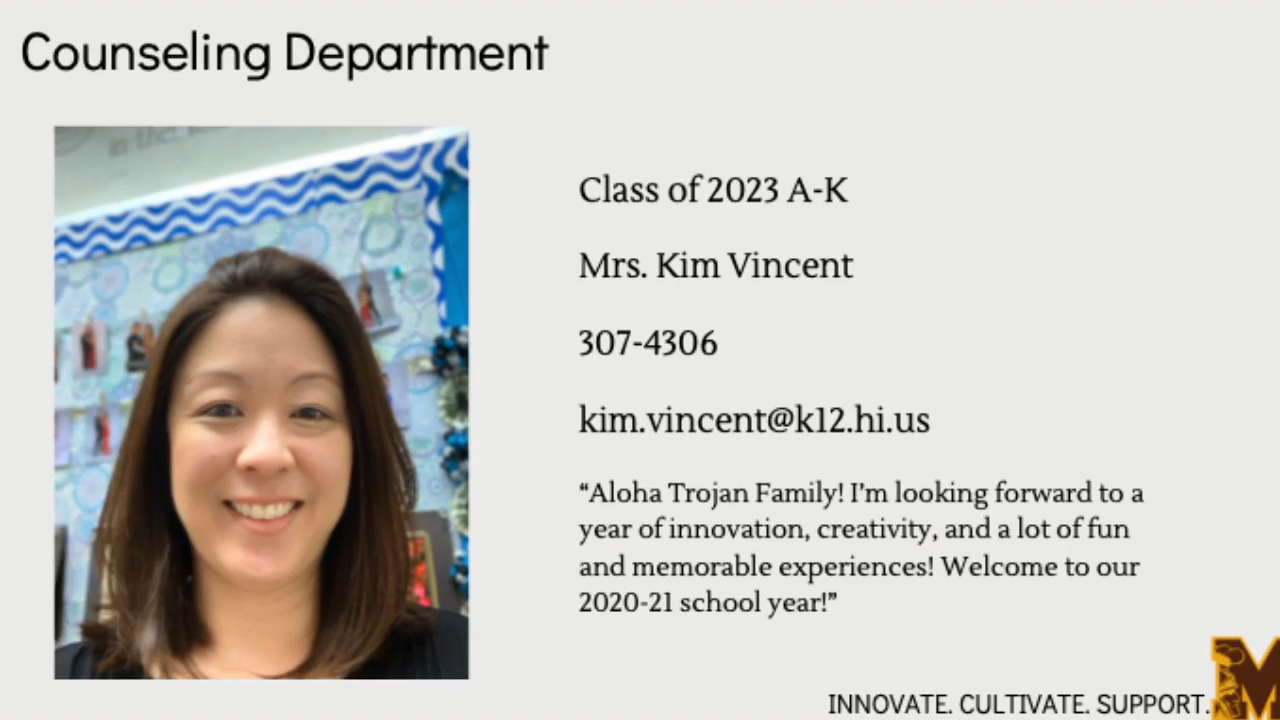 Counseling Department
in the
Class of 2023 A-K
Mrs. Kim Vincent
307-4306
kim.vincent@k12.hi.us
“Aloha Trojan Family! I’m looking forward to a
year of innovation, creativity, and a lot of fun
and memorable experiences! Welcome to our
2020-21 school year!”
INNOVATE. CULTIVATE. SUPPORT.
M